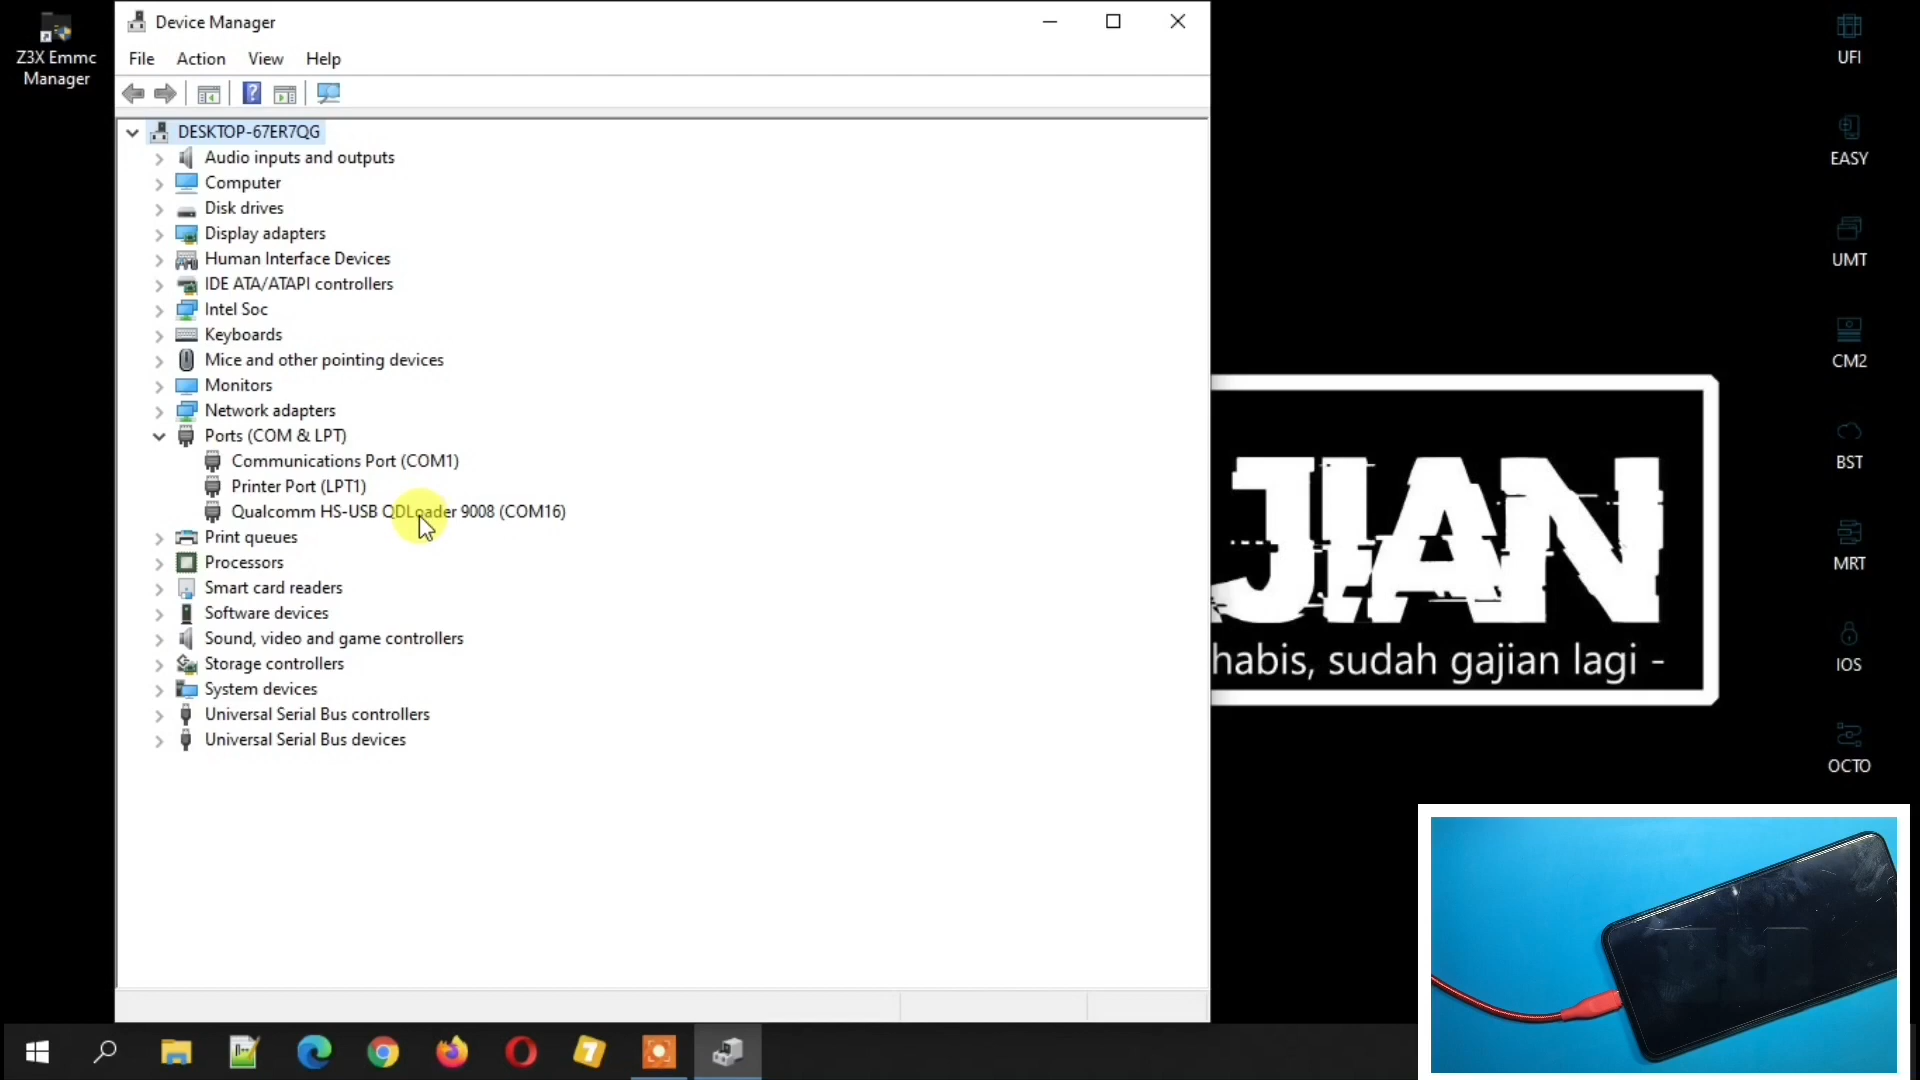 Z3X Emmc
Manager
Device Manager
File Action View Help
DESKTOP-67ER7QG
Audio inputs and outputs
Computer
Disk drives
Display adapters
Human Interface Devices
IDE ATA/ATAPI controllers
Intel Soc
Keyboards
Mice and other pointing devices
Monitors
Network adapters
Ports (COM & LPT)
Communications Port (COM1)
Printer Port (LPT1)
Qualcomm HS-USB QDLoader 9008 (COM16)
Print queues
Processors
Smart card readers
Software devices
Sound, video and game controllers
Storage controllers
System devices
Universal Serial Bus controllers
Universal Serial Bus devices
JIAN
habis, sudah gajian lagi -
UFI
EASY
UMT
CM2
BST
MRT
IOS
OCTO